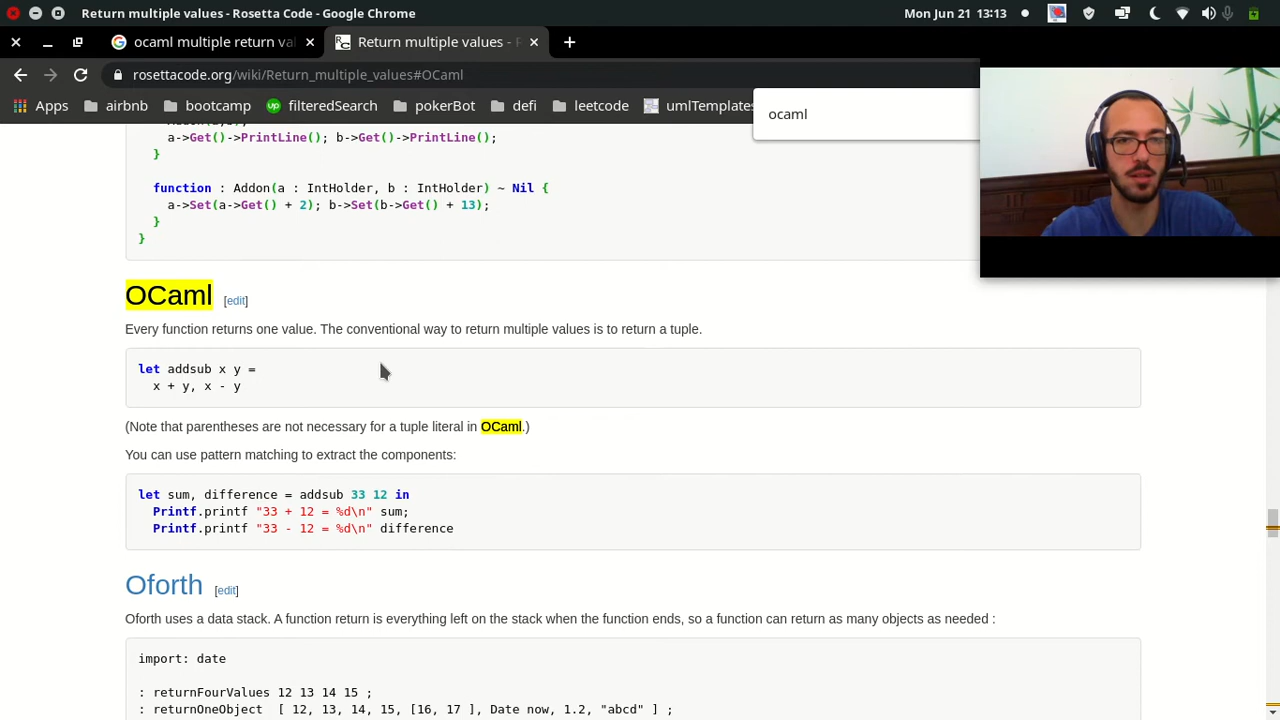 Return multiple values - Rosetta Code - Google Chrome
Mon Jun 21 13:13
ocaml multiple return val
Return multiple values - R
rosettacode.org/wiki/Return_multiple_values#OCaml
Apps
airbnb
bootcamp
up
filteredSearch
pokerBot
defi
leetcode
umlTemplates
ocaml
a->Get()->PrintLine(); b->Get()->PrintLine();
}
function : Addon(a : IntHolder, b : IntHolder) ~ Nil {
a->Set(a->Get() + 2); b->Set(b->Get() + 13);
}
}
OCaml [edit]
Every function returns one value. The conventional way to return multiple values is to return a tuple.
let addsub x y =
x + y, x - y
(Note that parentheses are not necessary for a tuple literal in OCaml.)
You can use pattern matching to extract the components:
let sum, difference = addsub 33 12 in
Printf.printf "33 + 12 = %d\n" sum;
Printf.printf "33 - 12 = %d\n" difference
Oforth [edit]
Oforth uses a data stack. A function return is everything left on the stack when the function ends, so a function can return as many objects as needed :
import: date
: returnFourValues 12 13 14 15 ;
: returnOneObject [ 12, 13, 14, 15, [16, 17 ], Date now, 1.2, "abcd" ] ;